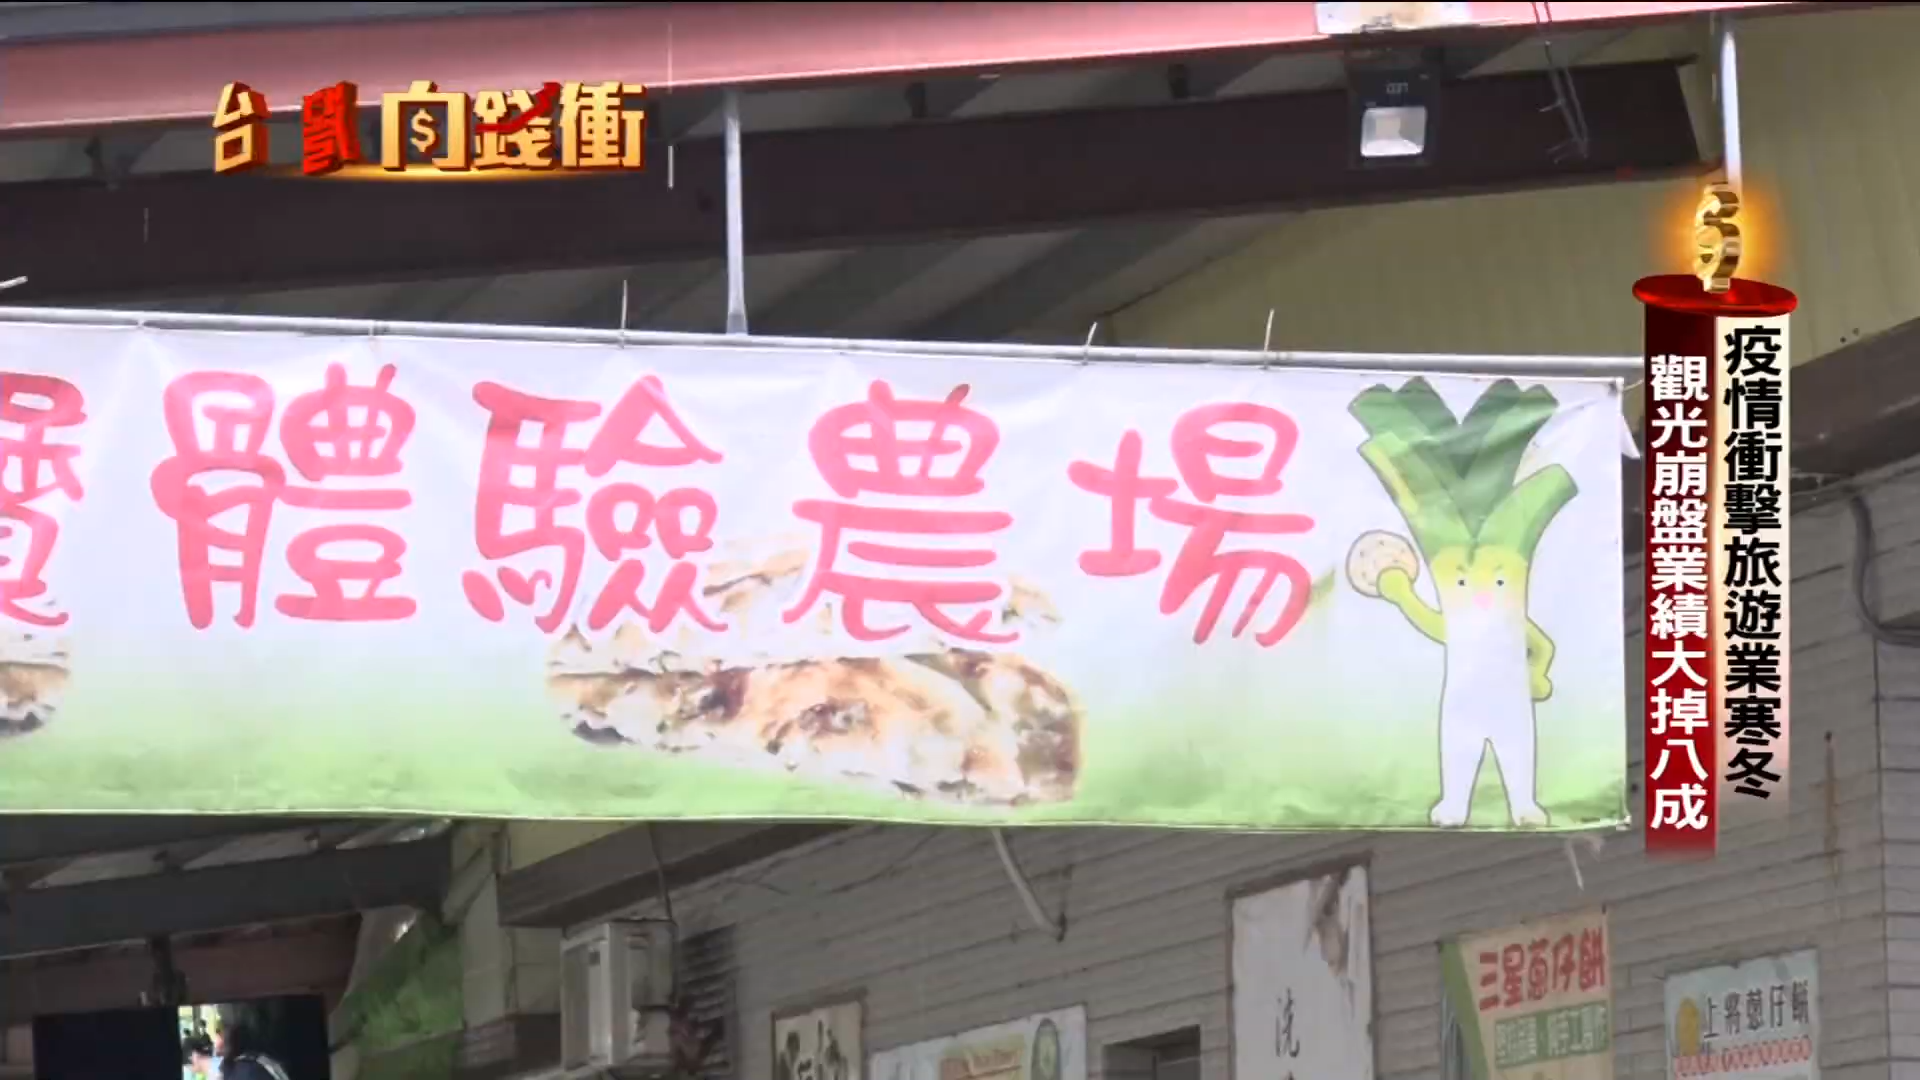 台灣向錢衝
疫情衝擊旅遊業寒冬
觀光崩盤業績大掉八成
體驗農場
三星蔥仔餅
上將蔥仔餅
洗